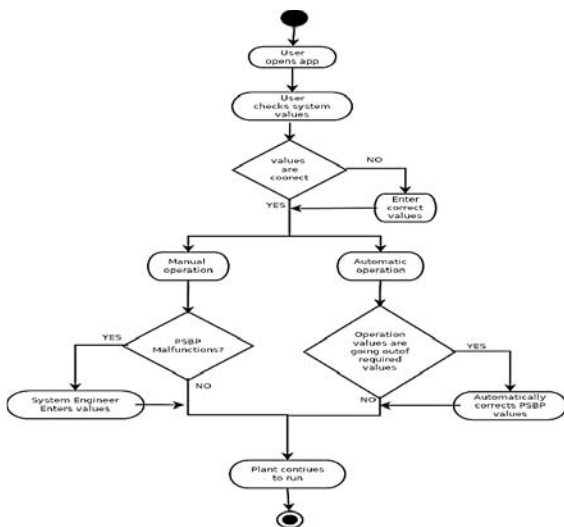 User
opens app
User
checks system
values
values
are
coorect
NO
YES
Enter
correct
values
Manual
operation
Automatic
operation
YES
PSBP
Malfunctions?
NO
Operation
values are
going outof
required
values
YES
NO
System Engineer
Enters values
Automatically
corrects PSBP
values
Plant contiues
to run